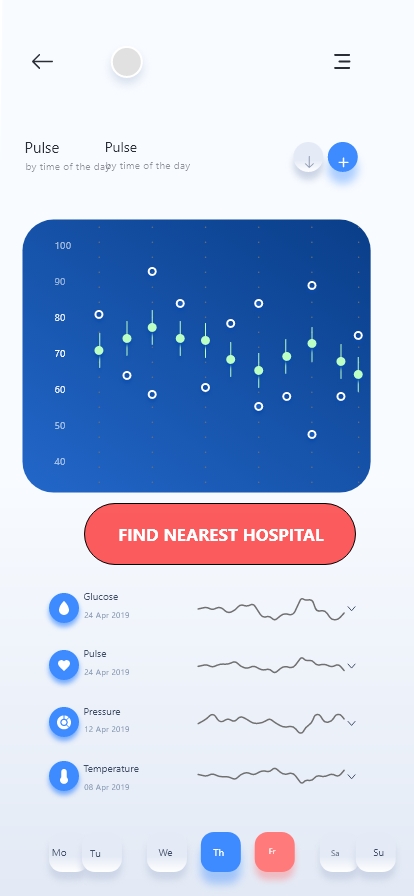 Pulse
Pulse
by time of the day
by time of the day
100
90
80
70
60
50
40
FIND NEAREST HOSPITAL
Glucose
24 Apr 2019
Pulse
24 Apr 2019
Pressure
12 Apr 2019
Temperature
08 Apr 2019
Mo Tu We Th Fr Sa Su